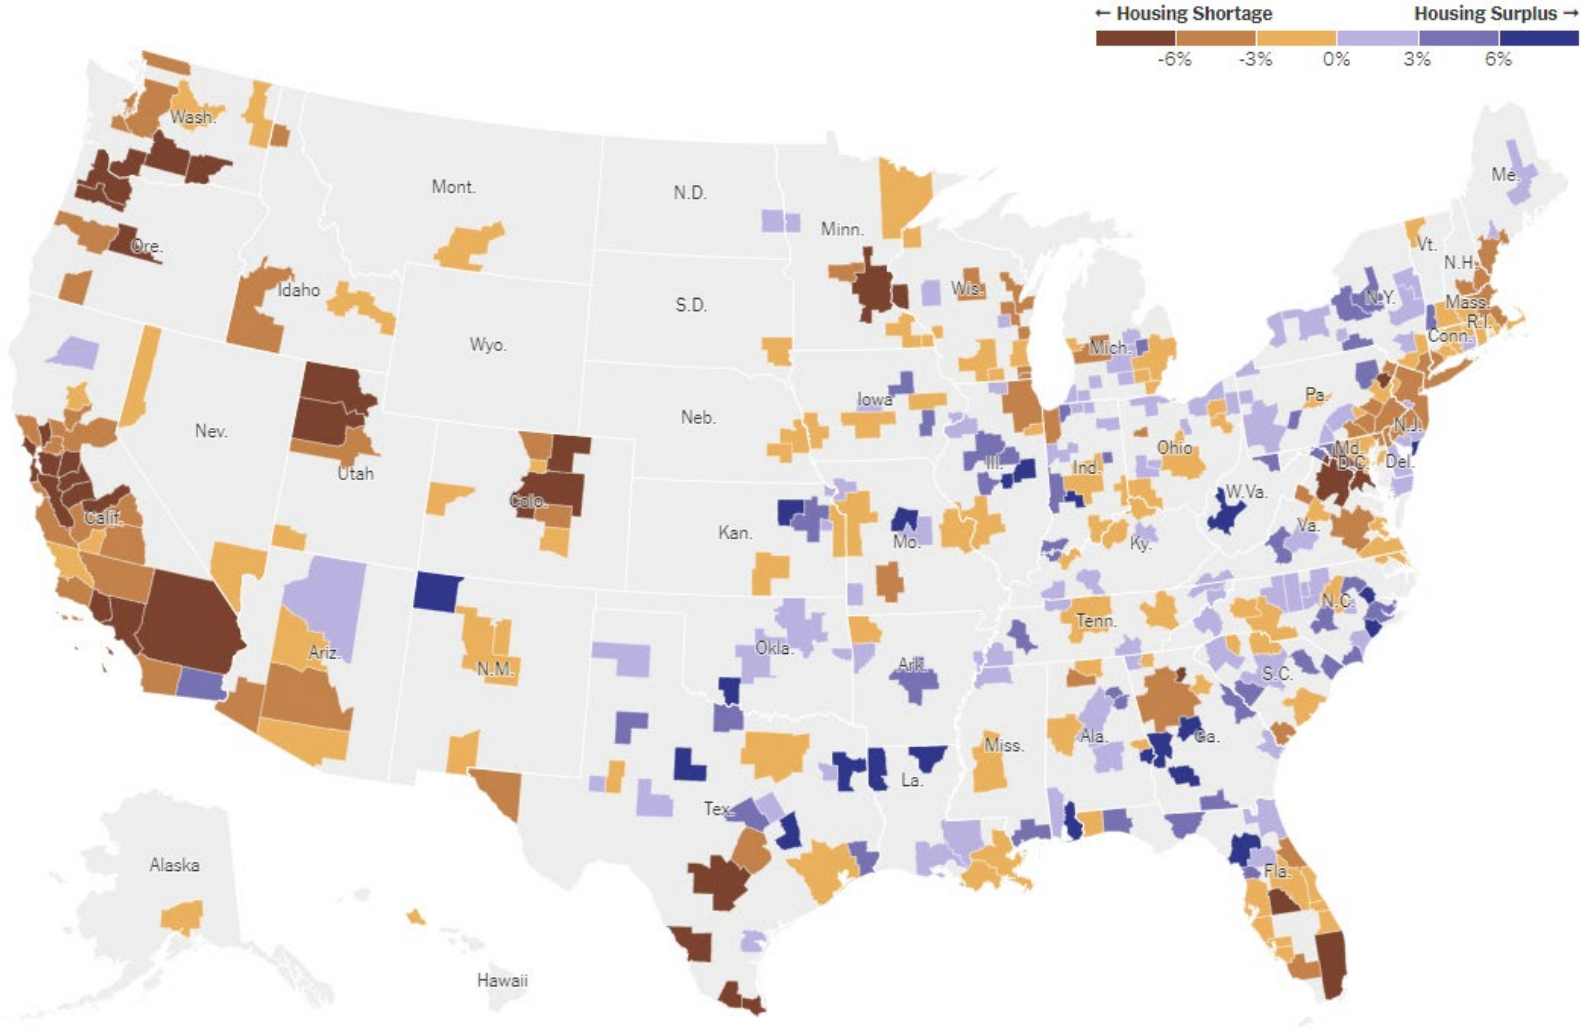 ← Housing Shortage Housing Surplus →
-6% -3% 0% 3% 6%
Wash.
Mont.
N.D.
Minn.
Me.
Ore.
Idaho
S.D.
Wis.
Vt.
N.H.
N.Y.
Mass.
R.I.
Conn.
Wyo.
Mich.
Nev.
Neb.
Iowa
Pa.
N.J.
Utah
Colo.
Ill.
Ind.
Ohio
Md.
D.C.
Del.
Calif.
Kan.
Mo.
Ky.
W.Va.
Va.
Ariz.
N.M.
Okla.
Ark.
Tenn.
N.C.
S.C.
Tex.
La.
Miss.
Ala.
Ga.
Alaska
Fla.
Hawaii